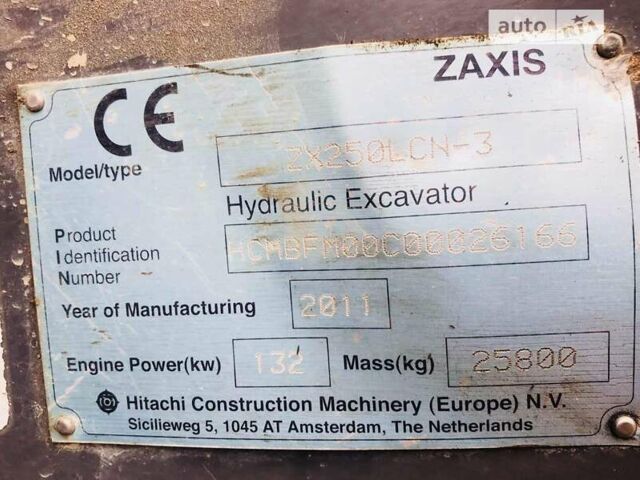 auto RIA
ZAXIS
CE
Model/type ZX250LCN-3
Hydraulic Excavator
Product
Identification HCMBFM00C00026166
Number
Year of Manufacturing 2011
Engine Power(kw) 132 Mass(kg) 25800
Hitachi Construction Machinery (Europe) N.V.
Sicilieweg 5, 1045 AT Amsterdam, The Netherlands